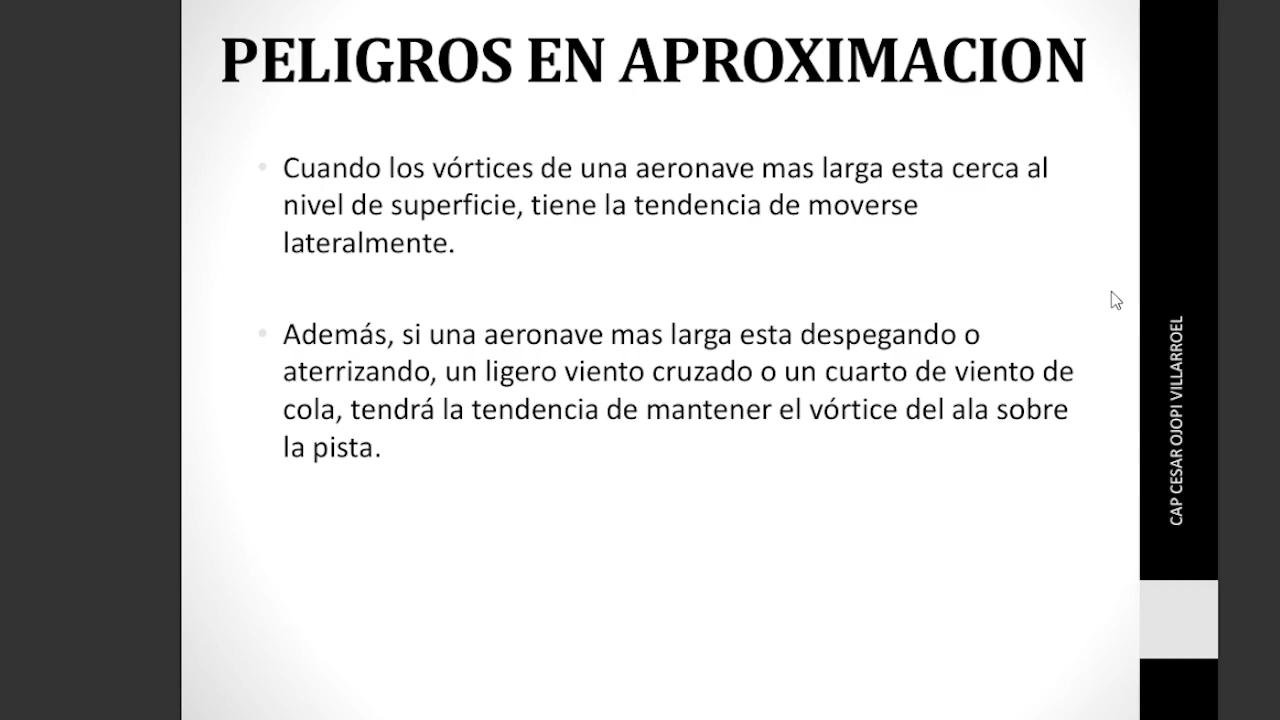 PELIGROS EN APROXIMACION
Cuando los vórtices de una aeronave mas larga esta cerca al
nivel de superficie, tiene la tendencia de moverse
lateralmente.
Además, si una aeronave mas larga esta despegando o
aterrizando, un ligero viento cruzado o un cuarto de viento de
cola, tendrá la tendencia de mantener el vórtice del ala sobre
la pista.
CAP CESAR OJOPI VILLARROEL